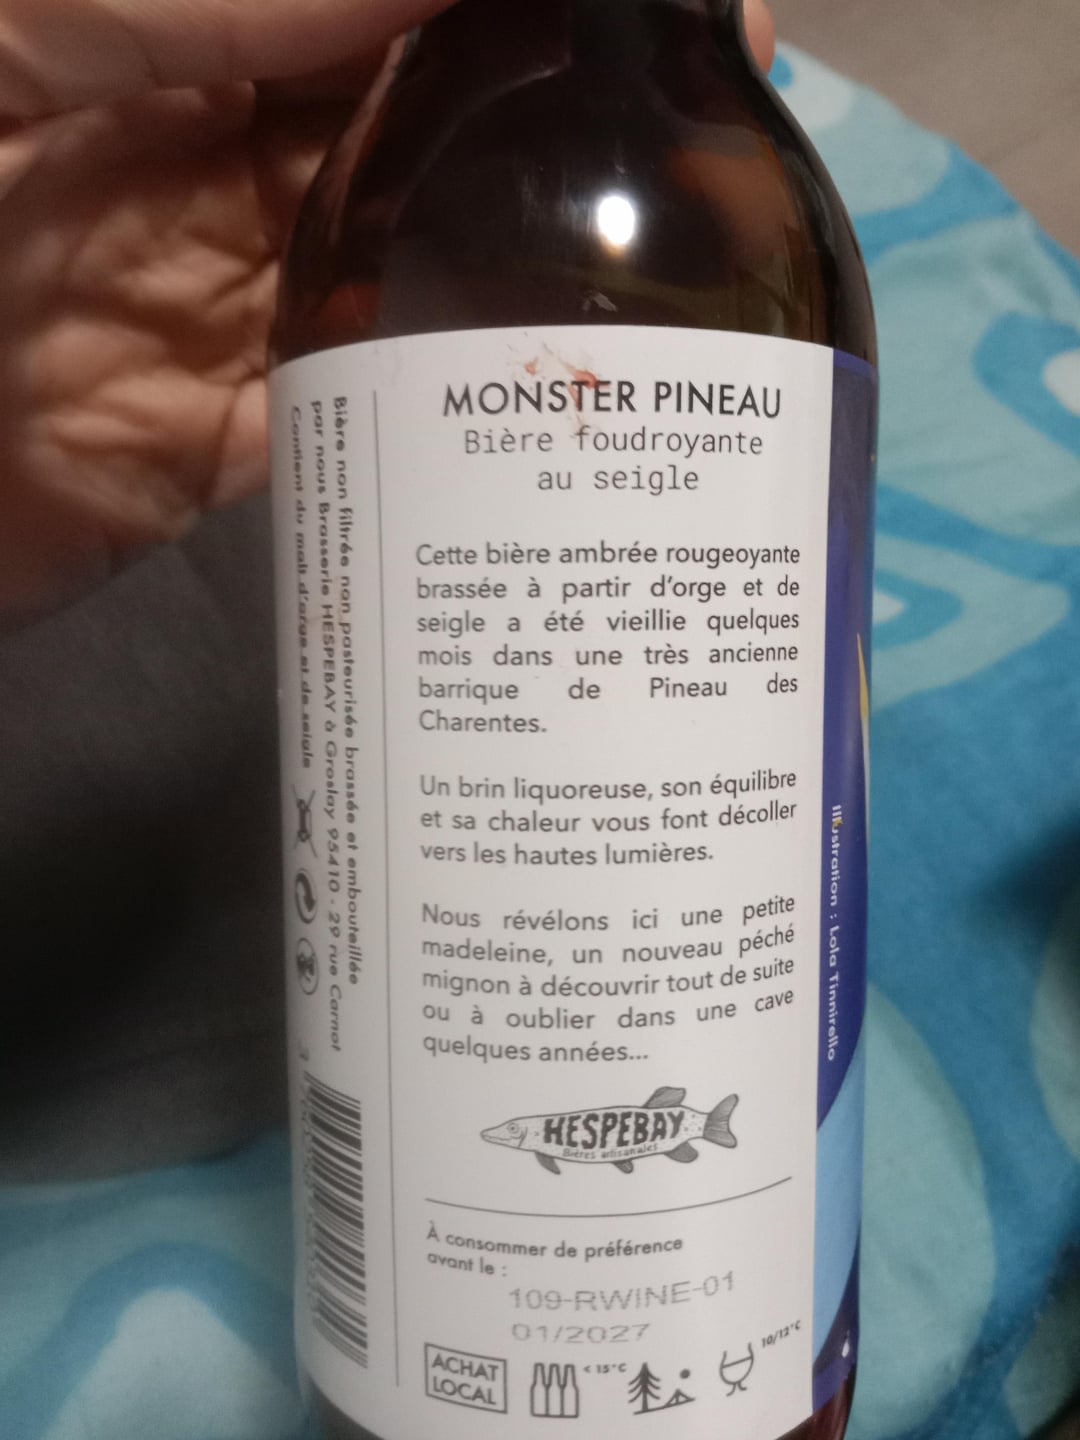 MONSTER PINEAU
Bière foudroyante
au seigle
Cette bière ambrée rougeoyante
brassée à partir d'orge et de
seigle a été vieillie quelques
mois dans une très ancienne
barrique de Pineau des
Charentes.
Un brin liquoreuse, son équilibre
et sa chaleur vous font décoller
vers les hautes lumières.
Nous révélons ici une petite
madeleine, un nouveau péché
mignon à découvrir tout de suite
ou à oublier dans une cave
quelques années...
HESPEBAY
Bières artisanales
À consommer de préférence
avant le :
109-RWINE-01
01/2027
ACHAT
LOCAL
< 15°C
10/12°C
Bière non filtrée non pasteurisée brassée et embouteillée
par nous Brasserie HESPEBAY à Groslay 95410 - 29 rue Carnot
Contient du malt d'orge et de seigle
Illustration : Lola Tinnirello